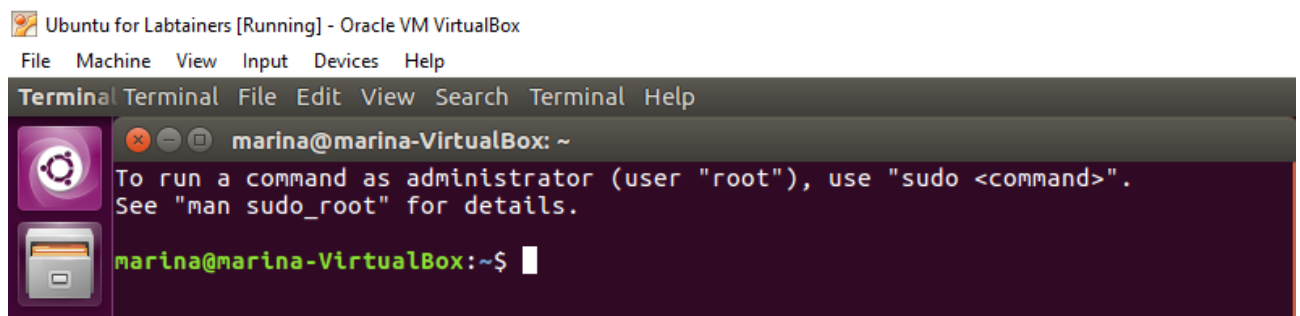 Ubuntu for Labtainers [Running] - Oracle VM VirtualBox
File Machine View Input Devices Help
Terminal Terminal File Edit View Search Terminal Help
marina@marina-VirtualBox: ~
To run a command as administrator (user "root"), use "sudo <command>".
See "man sudo_root" for details.
marina@marina-VirtualBox:~$